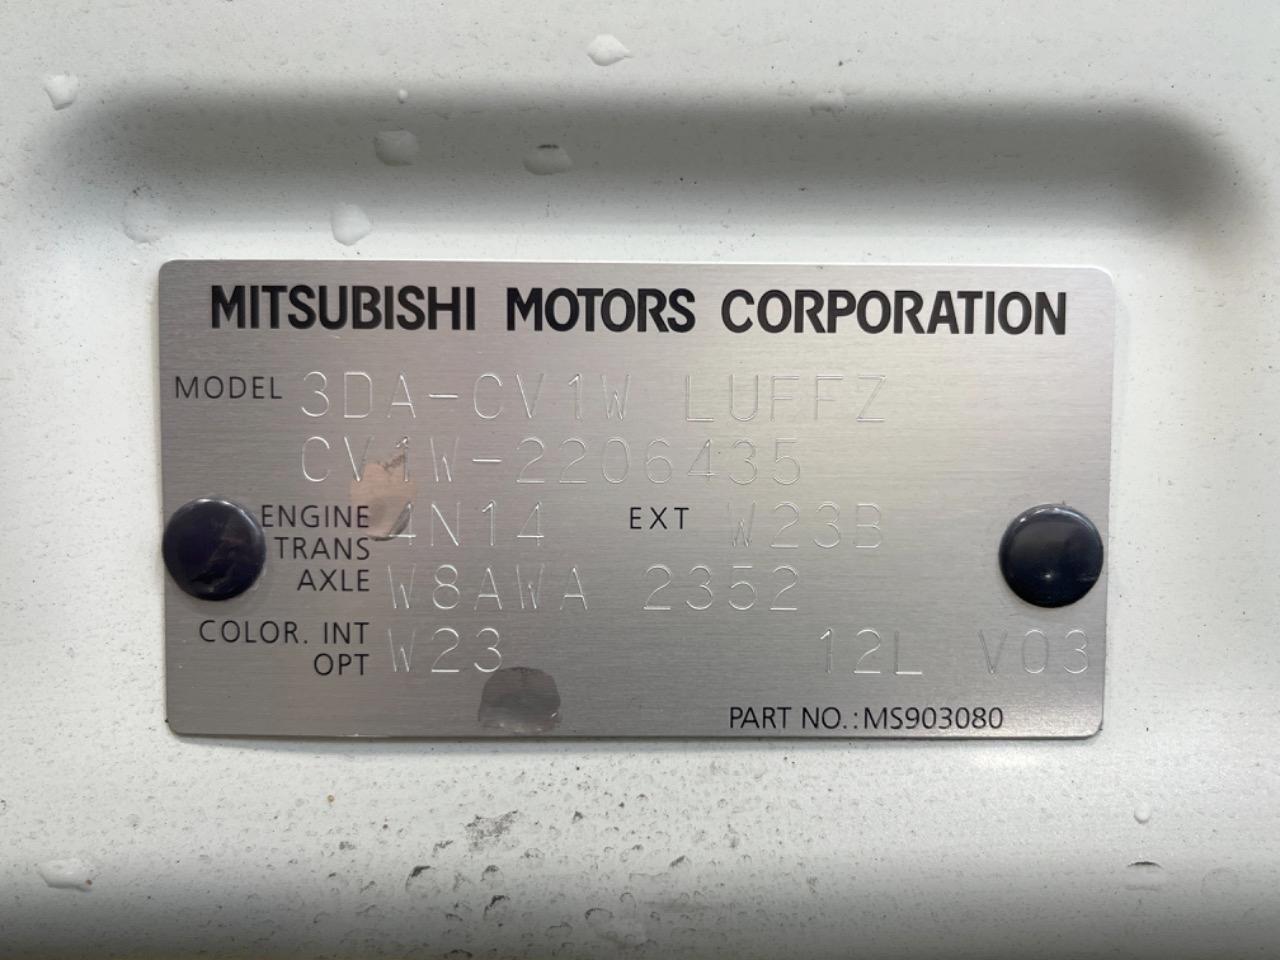 MITSUBISHI MOTORS CORPORATION
MODEL 3DA-CV1W LUFFZ
CV1W-2206435
ENGINE 4N14 EXT W23B
TRANS
AXLE W8AWA 2352
COLOR. INT
OPT W23 12L V03
PART NO.:MS903080